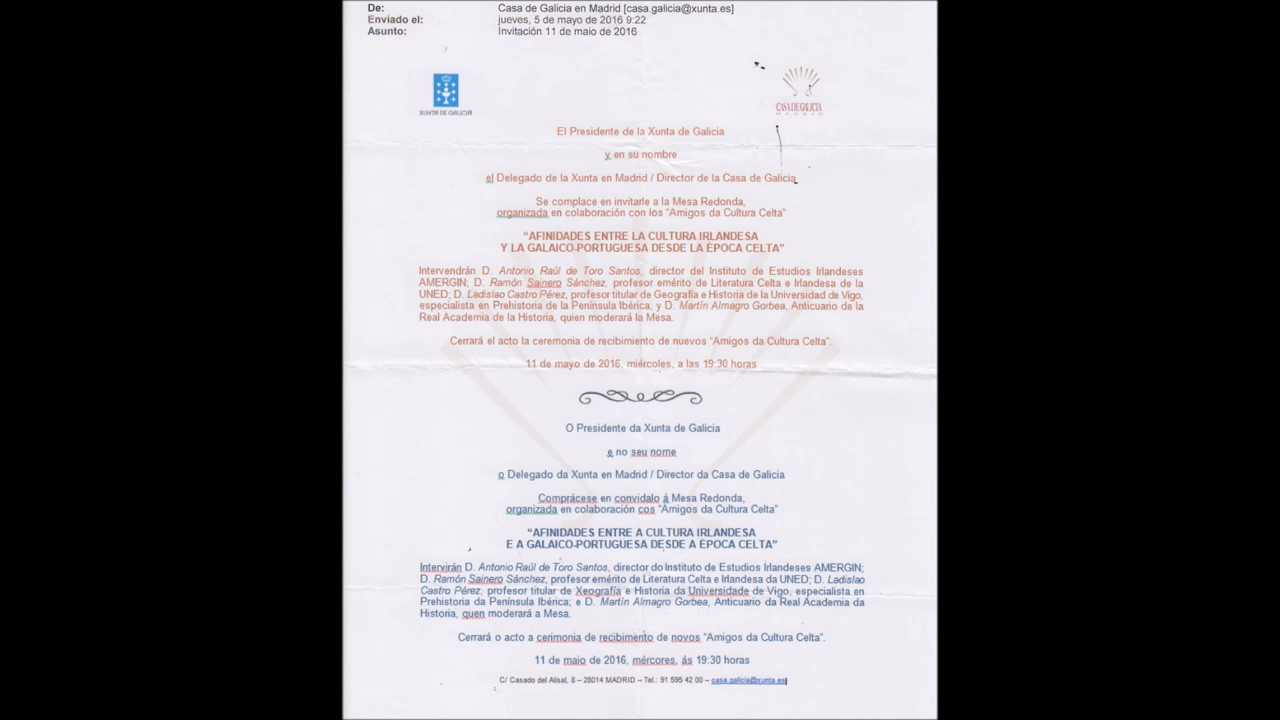 De: Casa de Galicia en Madrid [casa.galicia@xunta.es]
Enviado el: jueves, 5 de mayo de 2016 9:22
Asunto: Invitación 11 de maio de 2016
XUNTA DE GALICIA
CASA DE GALICIA
MADRID
El Presidente de la Xunta de Galicia
y en su nombre
el Delegado de la Xunta en Madrid / Director de la Casa de Galicia
Se complace en invitarle a la Mesa Redonda,
organizada en colaboración con los “Amigos da Cultura Celta”
“AFINIDADES ENTRE LA CULTURA IRLANDESA
Y LA GALAICO-PORTUGUESA DESDE LA ÉPOCA CELTA”
Intervendrán D. Antonio Raúl de Toro Santos, director del Instituto de Estudios Irlandeses
AMERGIN; D. Ramón Sainero Sánchez, profesor emérito de Literatura Celta e Irlandesa de la
UNED; D. Ladislao Castro Pérez, profesor titular de Geografía e Historia de la Universidad de Vigo,
especialista en Prehistoria de la Península Ibérica; y D. Martín Almagro Gorbea, Anticuario de la
Real Academia de la Historia, quien moderará la Mesa.
Cerrará el acto la ceremonia de recibimiento de nuevos “Amigos da Cultura Celta”.
11 de mayo de 2016, miércoles, a las 19:30 horas
O Presidente da Xunta de Galicia
e no seu nome
o Delegado da Xunta en Madrid / Director da Casa de Galicia
Comprácese en convidalo á Mesa Redonda,
organizada en colaboración cos “Amigos da Cultura Celta”
“AFINIDADES ENTRE A CULTURA IRLANDESA
E A GALAICO-PORTUGUESA DESDE A ÉPOCA CELTA”
Intervirán D. Antonio Raúl de Toro Santos, director do Instituto de Estudios Irlandeses AMERGIN;
D. Ramón Sainero Sánchez, profesor emérito de Literatura Celta e Irlandesa da UNED; D. Ladislao
Castro Pérez, profesor titular de Xeografía e Historia da Universidade de Vigo, especialista en
Prehistoria da Península Ibérica; e D. Martín Almagro Gorbea, Anticuario da Real Academia da
Historia, quen moderará a Mesa.
Cerrará o acto a cerimonia de recibimento de novos “Amigos da Cultura Celta”.
11 de maio de 2016, mércores, ás 19:30 horas
C/ Casado del Alisal, 8 – 28014 MADRID – Tel.: 91 595 42 00 – casa.galicia@xunta.es